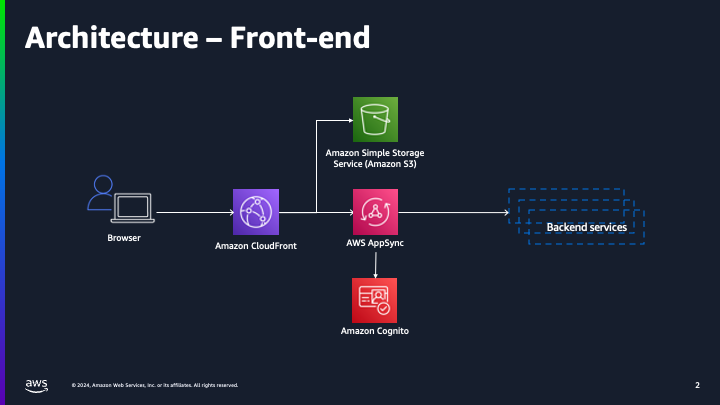 Architecture – Front-end
Amazon Simple Storage
Service (Amazon S3)
Browser
Amazon CloudFront
AWS AppSync
Backend services
Amazon Cognito
aws
© 2024, Amazon Web Services, Inc. or its affiliates. All rights reserved.
2